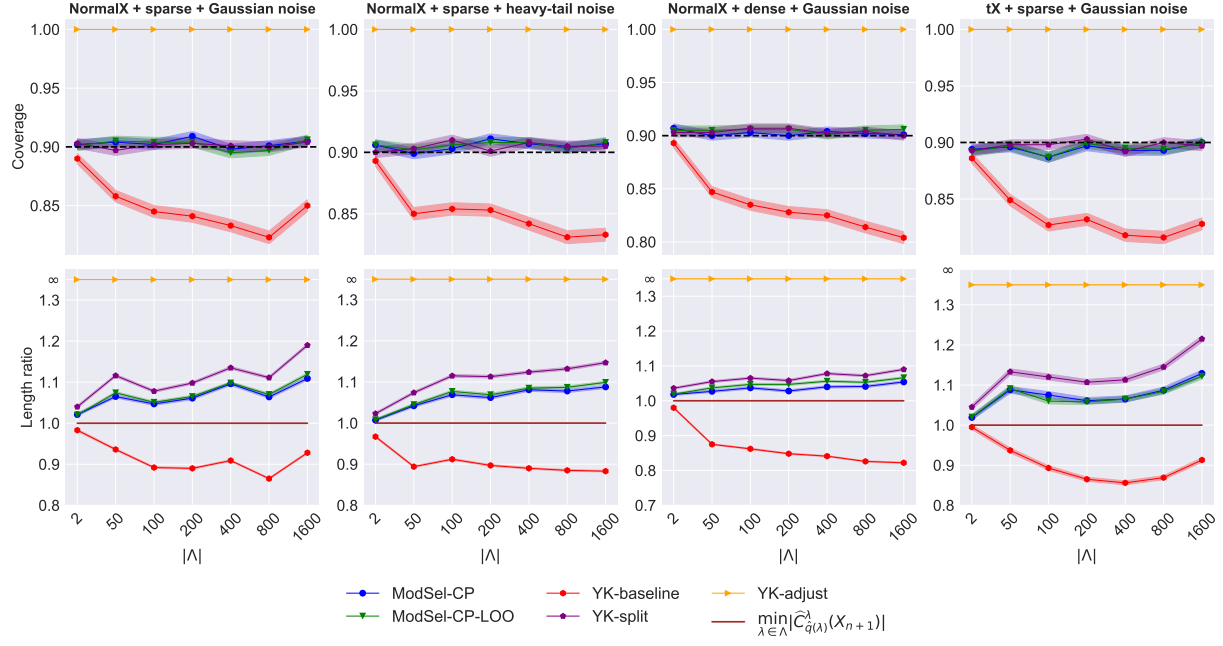 NormalX + sparse + Gaussian noise
NormalX + sparse + heavy-tail noise
NormalX + dense + Gaussian noise
tX + sparse + Gaussian noise
Coverage
1.00
0.95
0.90
0.85
1.00
0.95
0.90
0.85
1.00
0.95
0.90
0.85
0.80
1.00
0.95
0.90
0.85
Length ratio
∞
1.3
1.2
1.1
1.0
0.9
0.8
∞
1.3
1.2
1.1
1.0
0.9
0.8
∞
1.3
1.2
1.1
1.0
0.9
0.8
0.7
∞
1.3
1.2
1.1
1.0
0.9
0.8
2 50 100 200 400 800 1600
2 50 100 200 400 800 1600
2 50 100 200 400 800 1600
2 50 100 200 400 800 1600
|Λ|
|Λ|
|Λ|
|Λ|
ModSel-CP
YK-baseline
YK-adjust
ModSel-CP-LOO
YK-split
min_{λ∈Λ} |Ĉ^λ_{q̂(λ)}(X_{n+1})|